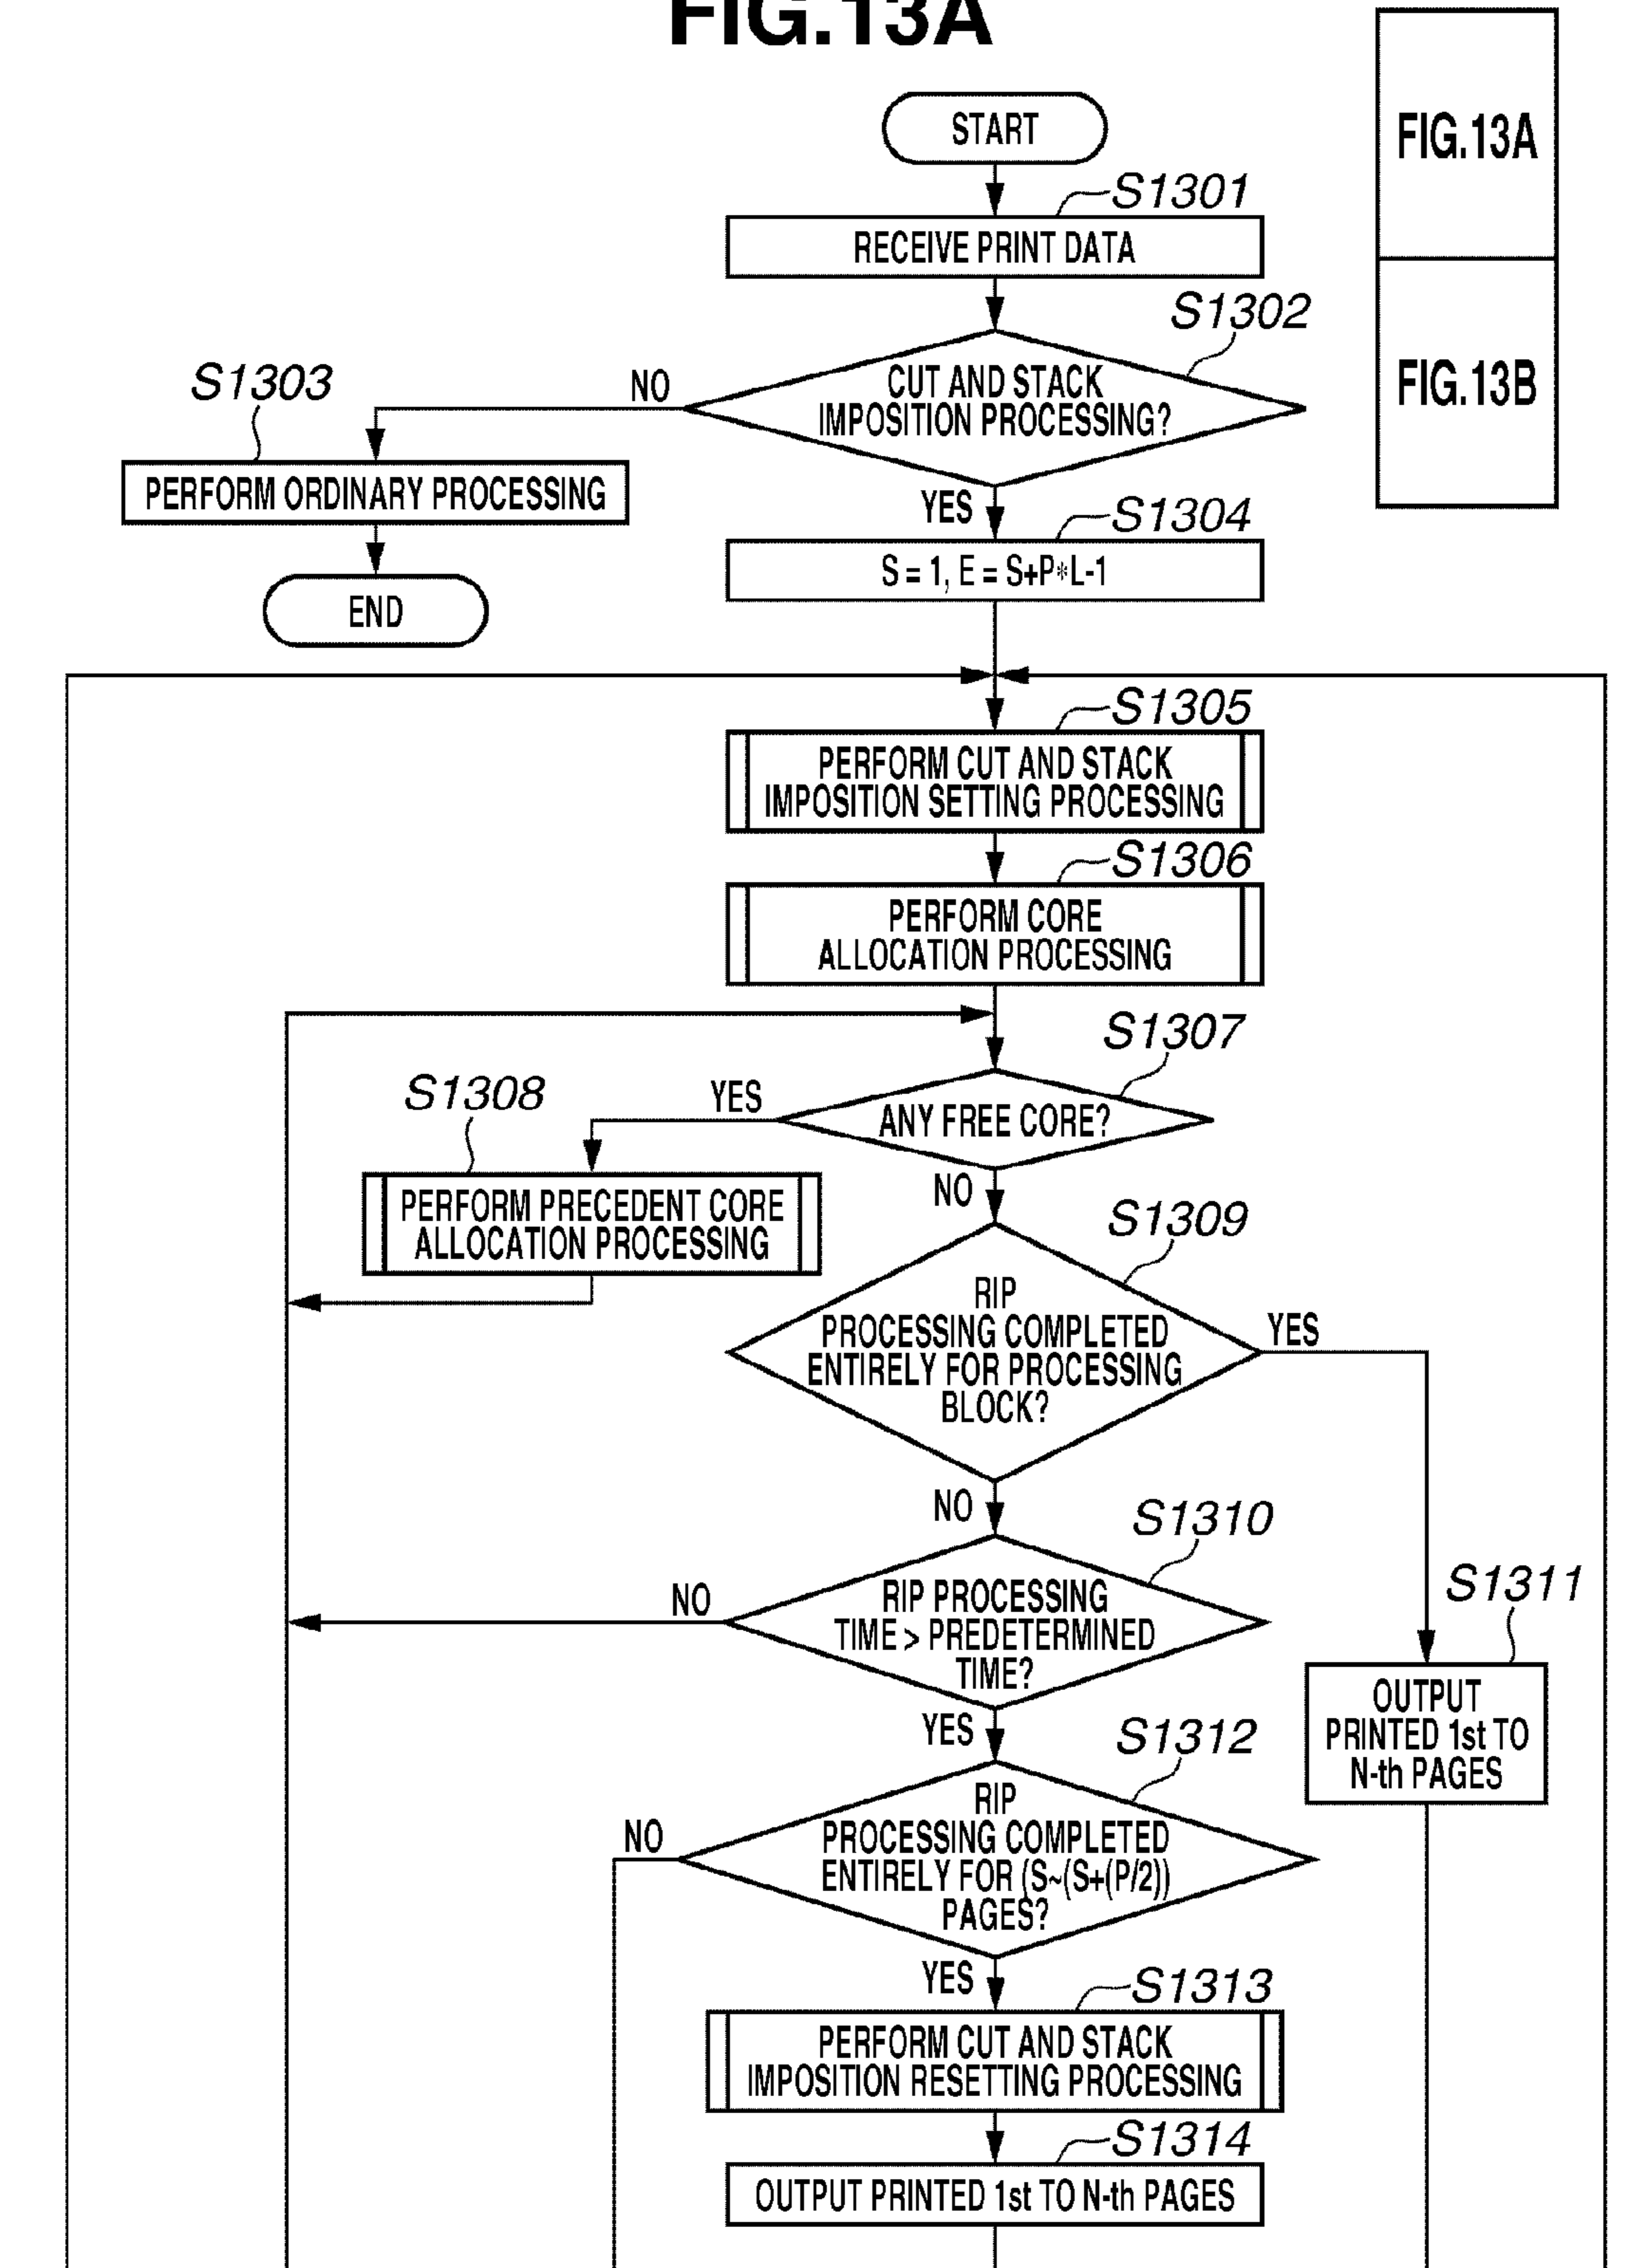 FIG.13A
FIG.13A
FIG.13B
START
S1301
RECEIVE PRINT DATA
S1302
CUT AND STACK
IMPOSITION PROCESSING?
NO
S1303
PERFORM ORDINARY PROCESSING
END
YES
S1304
S = 1, E = S+P*L-1
S1305
PERFORM CUT AND STACK
IMPOSITION SETTING PROCESSING
S1306
PERFORM CORE
ALLOCATION PROCESSING
S1307
ANY FREE CORE?
YES
S1308
PERFORM PRECEDENT CORE
ALLOCATION PROCESSING
NO
S1309
RIP
PROCESSING COMPLETED
ENTIRELY FOR PROCESSING
BLOCK?
YES
NO
S1310
RIP PROCESSING
TIME > PREDETERMINED
TIME?
NO
S1311
OUTPUT
PRINTED 1st TO
N-th PAGES
YES
S1312
RIP
PROCESSING COMPLETED
ENTIRELY FOR (S~(S+(P/2))
PAGES?
NO
YES
S1313
PERFORM CUT AND STACK
IMPOSITION RESETTING PROCESSING
S1314
OUTPUT PRINTED 1st TO N-th PAGES